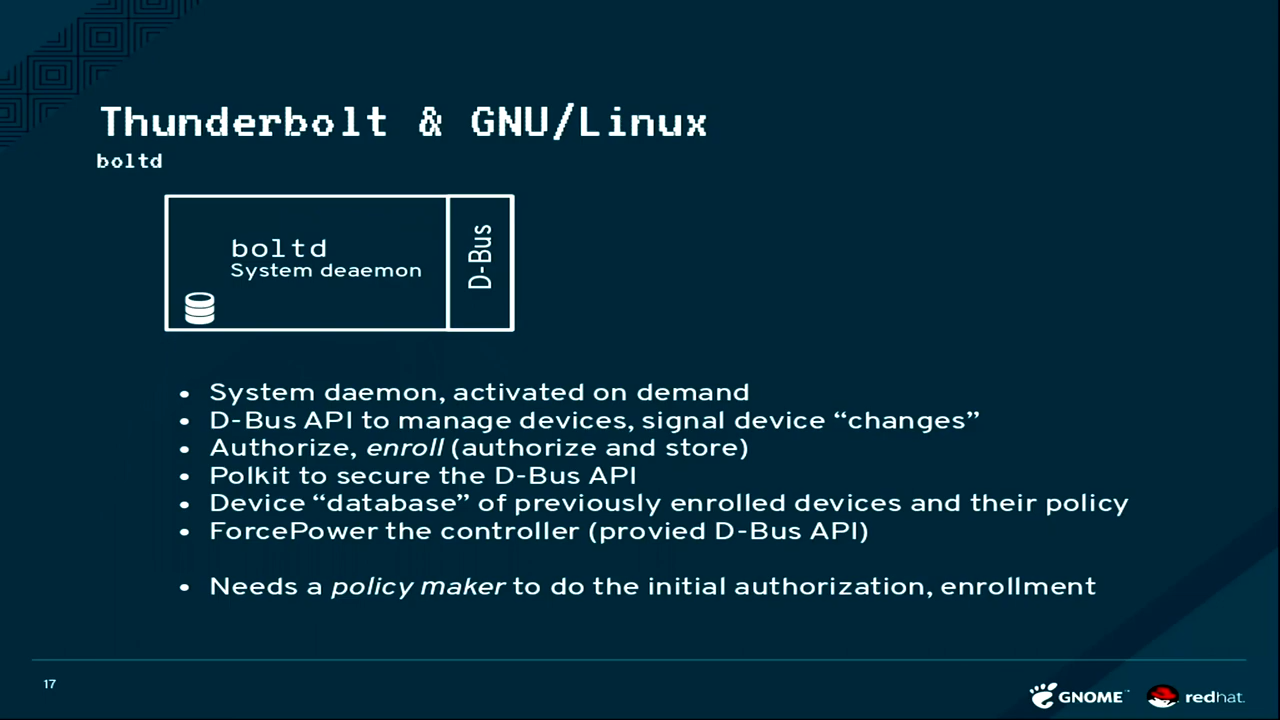 Thunderbolt & GNU/Linux
boltd
boltd
System deaemon
D-Bus
• System daemon, activated on demand
• D-Bus API to manage devices, signal device “changes”
• Authorize, enroll (authorize and store)
• Polkit to secure the D-Bus API
• Device “database” of previously enrolled devices and their policy
• ForcePower the controller (provied D-Bus API)
• Needs a policy maker to do the initial authorization, enrollment
17
GNOME™
redhat.